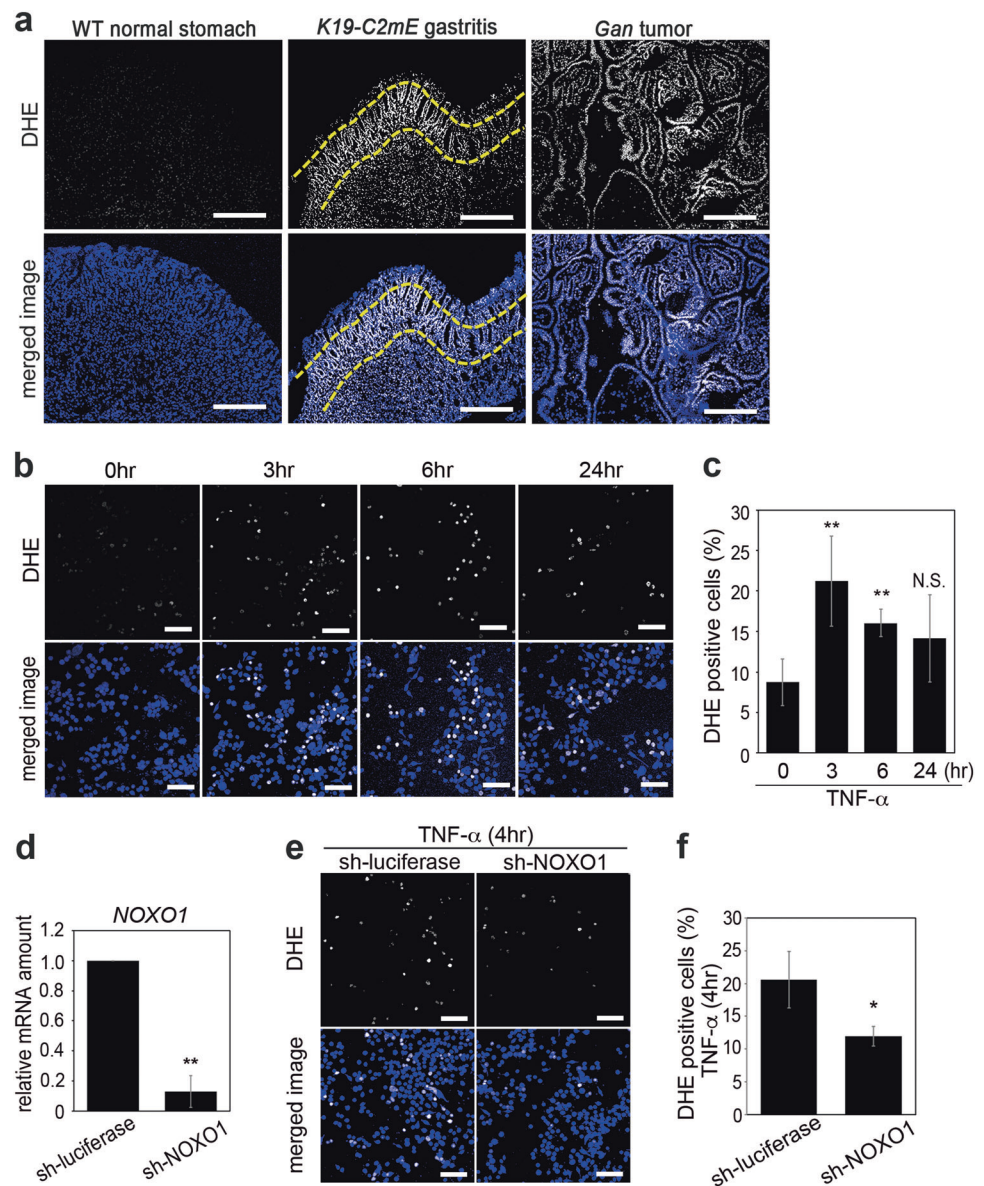 a
WT normal stomach
K19-C2mE gastritis
Gan tumor
DHE
merged image
b
0hr
3hr
6hr
24hr
DHE
merged image
c
DHE positive cells (%)
30
25
20
15
10
5
0
**
**
N.S.
0 3 6 24 (hr)
TNF-α
d
NOXO1
relative mRNA amount
1.2
1.0
0.8
0.6
0.4
0.2
0
**
sh-luciferase
sh-NOXO1
e
TNF-α (4hr)
sh-luciferase
sh-NOXO1
DHE
merged image
f
DHE positive cells (%)
TNF-α (4hr)
30
25
20
15
10
5
0
*
sh-luciferase
sh-NOXO1